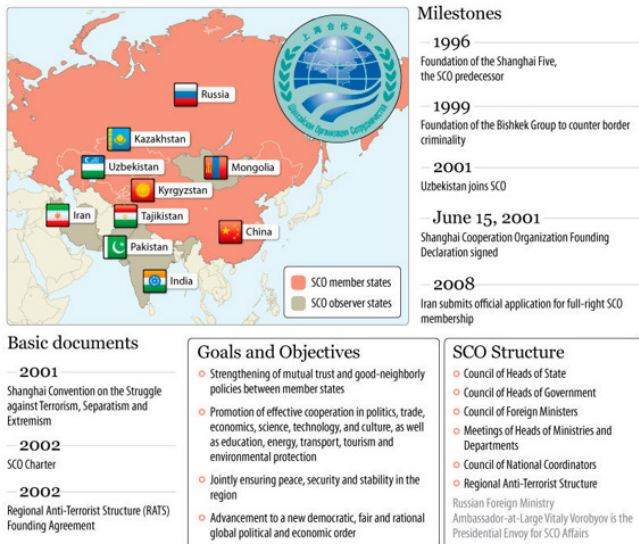 上海合作组织
Шанхайская Организация Сотрудничества
Russia
Kazakhstan
Uzbekistan
Mongolia
Kyrgyzstan
Iran
Tajikistan
China
Pakistan
India
SCO member states
SCO observer states
Milestones
1996
Foundation of the Shanghai Five,
the SCO predecessor
1999
Foundation of the Bishkek Group to counter border
criminality
2001
Uzbekistan joins SCO
June 15, 2001
Shanghai Cooperation Organization Founding
Declaration signed
2008
Iran submits official application for full-right SCO
membership
Basic documents
2001
Shanghai Convention on the Struggle
against Terrorism, Separatism and
Extremism
2002
SCO Charter
2002
Regional Anti-Terrorist Structure (RATS)
Founding Agreement
Goals and Objectives
Strengthening of mutual trust and good-neighborly
policies between member states
Promotion of effective cooperation in politics, trade,
economics, science, technology, and culture, as well
as education, energy, transport, tourism and
environmental protection
Jointly ensuring peace, security and stability in the
region
Advancement to a new democratic, fair and rational
global political and economic order
SCO Structure
Council of Heads of State
Council of Heads of Government
Council of Foreign Ministers
Meetings of Heads of Ministries and
Departments
Council of National Coordinators
Regional Anti-Terrorist Structure
Russian Foreign Ministry
Ambassador-at-Large Vitaly Vorobyov is the
Presidential Envoy for SCO Affairs